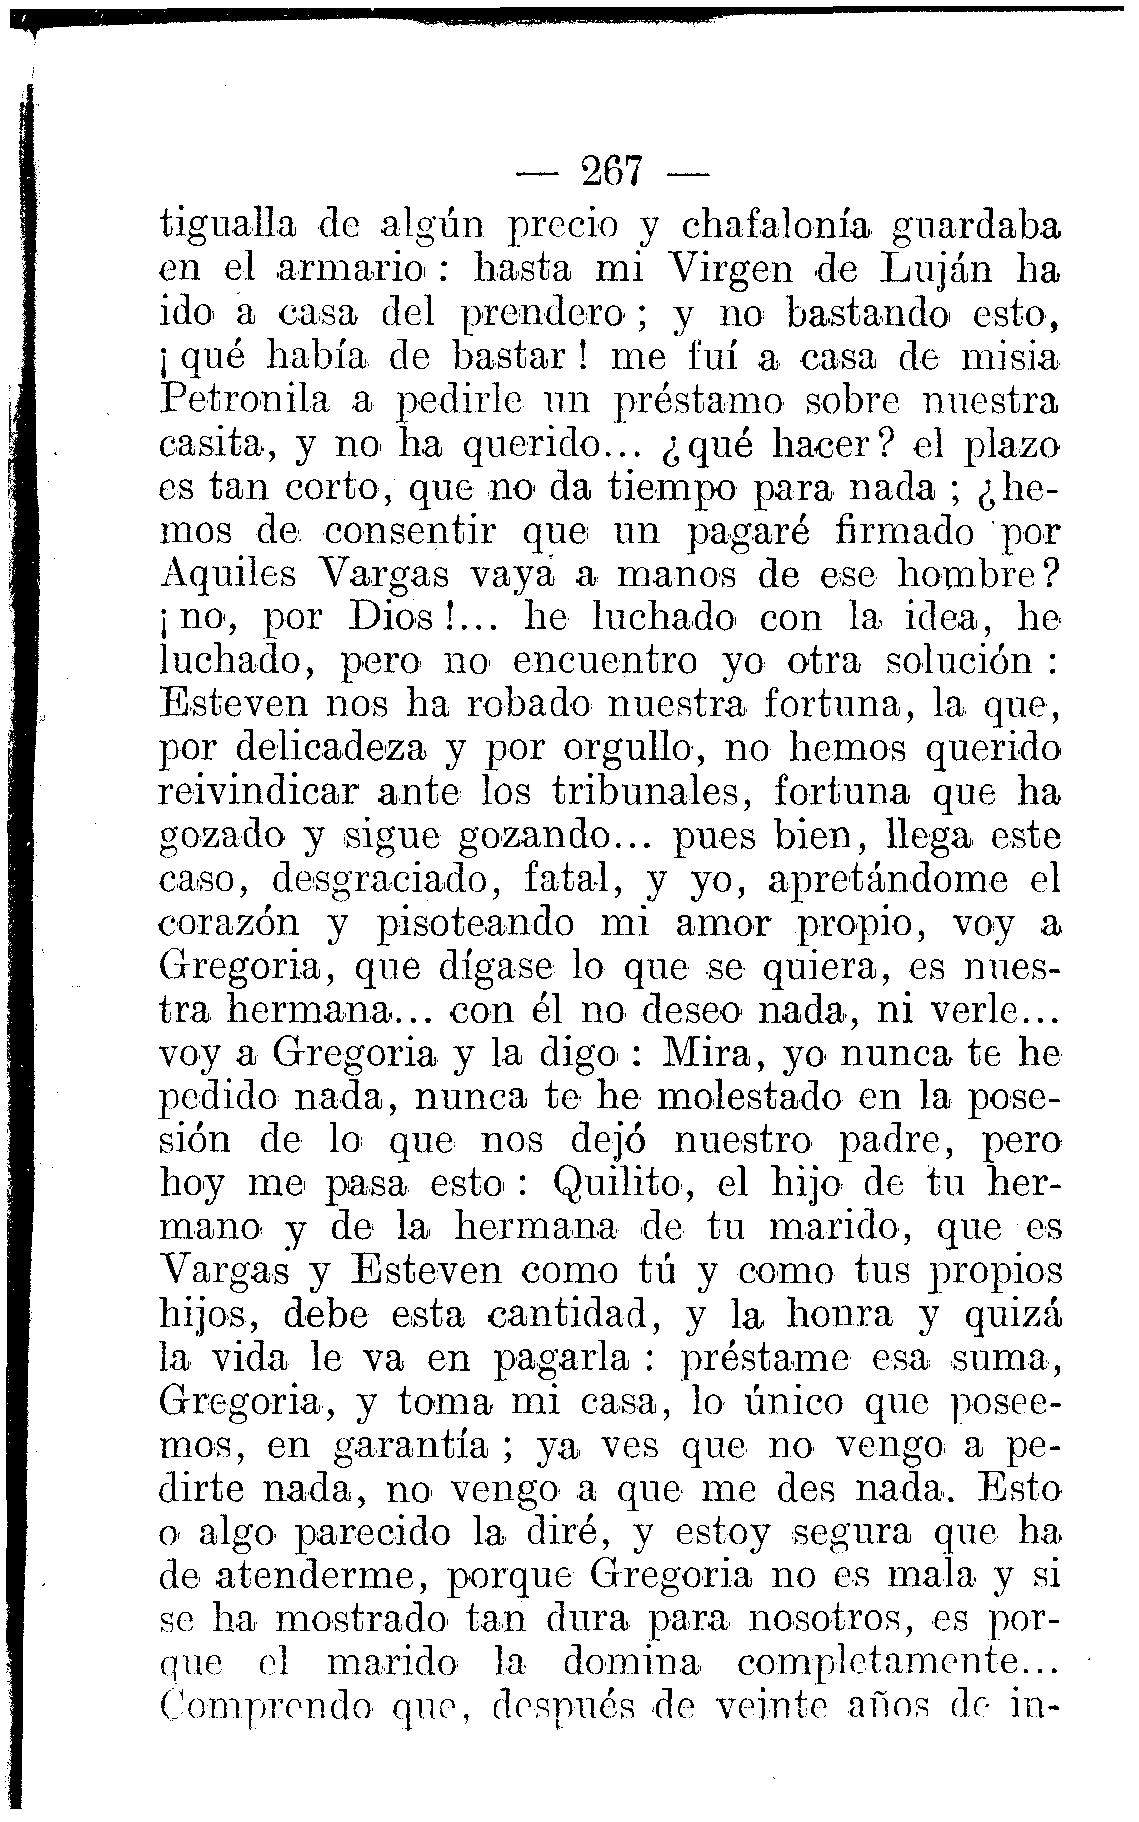 — 267 —
tigualla de algún precio y chafalonía guardaba
en el armario : hasta mi Virgen de Luján ha
ido a casa del prendero ; y no bastando esto,
¡ qué había de bastar ! me fuí a casa de misia
Petronila a pedirle un préstamo sobre nuestra
casita, y no ha querido... ¿ qué hacer? el plazo
es tan corto, que no da tiempo para nada ; ¿ he-
mos de consentir que un pagaré firmado por
Aquiles Vargas vaya a manos de ese hombre?
¡ no, por Dios !... he luchado con la idea, he
luchado, pero no encuentro yo otra solución :
Esteven nos ha robado nuestra fortuna, la que,
por delicadeza y por orgullo, no hemos querido
reivindicar ante los tribunales, fortuna que ha
gozado y sigue gozando... pues bien, llega este
caso, desgraciado, fatal, y yo, apretándome el
corazón y pisoteando mi amor propio, voy a
Gregoria, que dígase lo que se quiera, es nues-
tra hermana... con él no deseo nada, ni verle...
voy a Gregoria y la digo : Mira, yo nunca te he
pedido nada, nunca te he molestado en la pose-
sión de lo que nos dejó nuestro padre, pero
hoy me pasa esto : Quilito, el hijo de tu her-
mano y de la hermana de tu marido, que es
Vargas y Esteven como tú y como tus propios
hijos, debe esta cantidad, y la honra y quizá
la vida le va en pagarla : préstame esa suma,
Gregoria, y toma mi casa, lo único que posee-
mos, en garantía ; ya ves que no vengo a pe-
dirte nada, no vengo a que me des nada. Esto
o algo parecido la diré, y estoy segura que ha
de atenderme, porque Gregoria no es mala y si
se ha mostrado tan dura para nosotros, es por-
que el marido la domina completamente...
Comprendo que, después de veinte años de in-